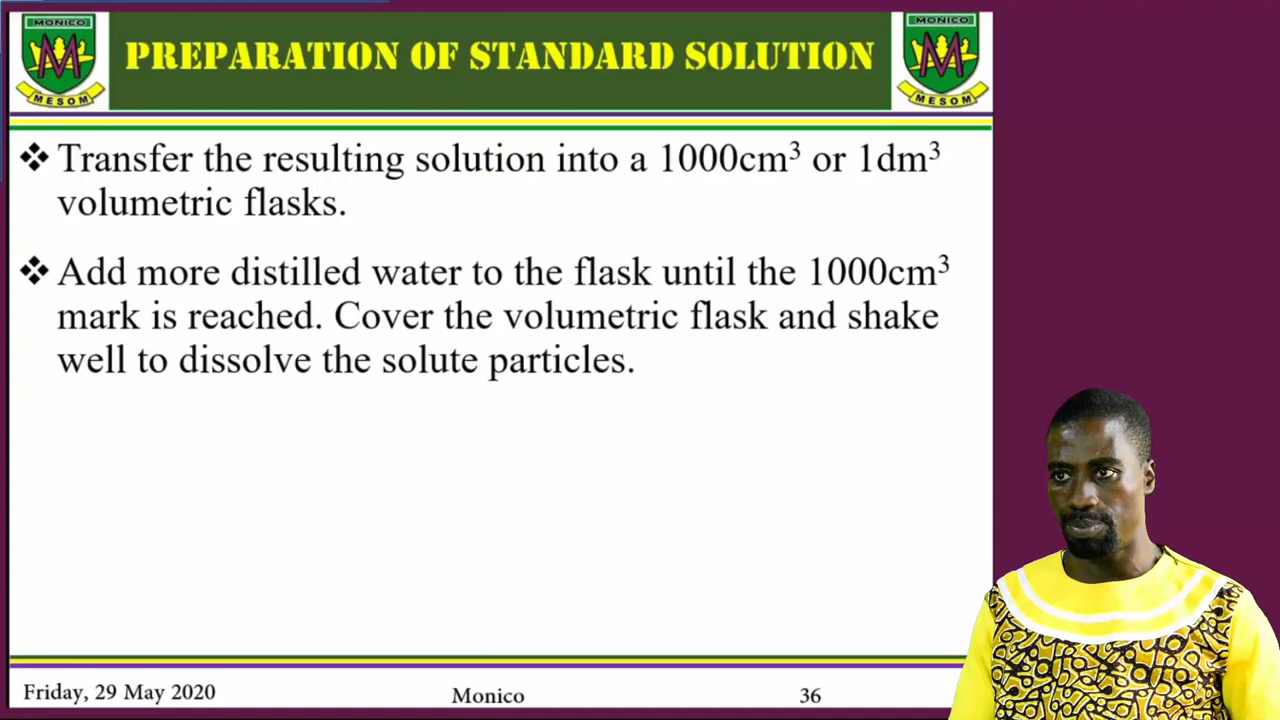 MONICO
MESOM
PREPARATION OF STANDARD SOLUTION
MONICO
MESOM
❖ Transfer the resulting solution into a 1000cm³ or 1dm³
volumetric flasks.
❖ Add more distilled water to the flask until the 1000cm³
mark is reached. Cover the volumetric flask and shake
well to dissolve the solute particles.
Friday, 29 May 2020
Monico
36